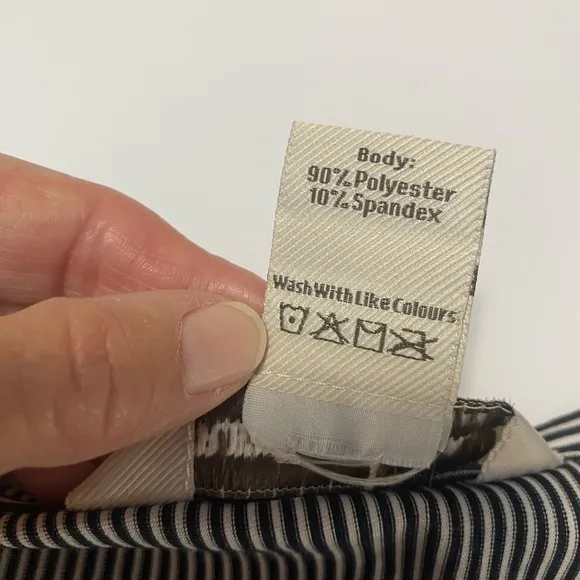 Body:
90% Polyester
10% Spandex
Wash With Like Colours